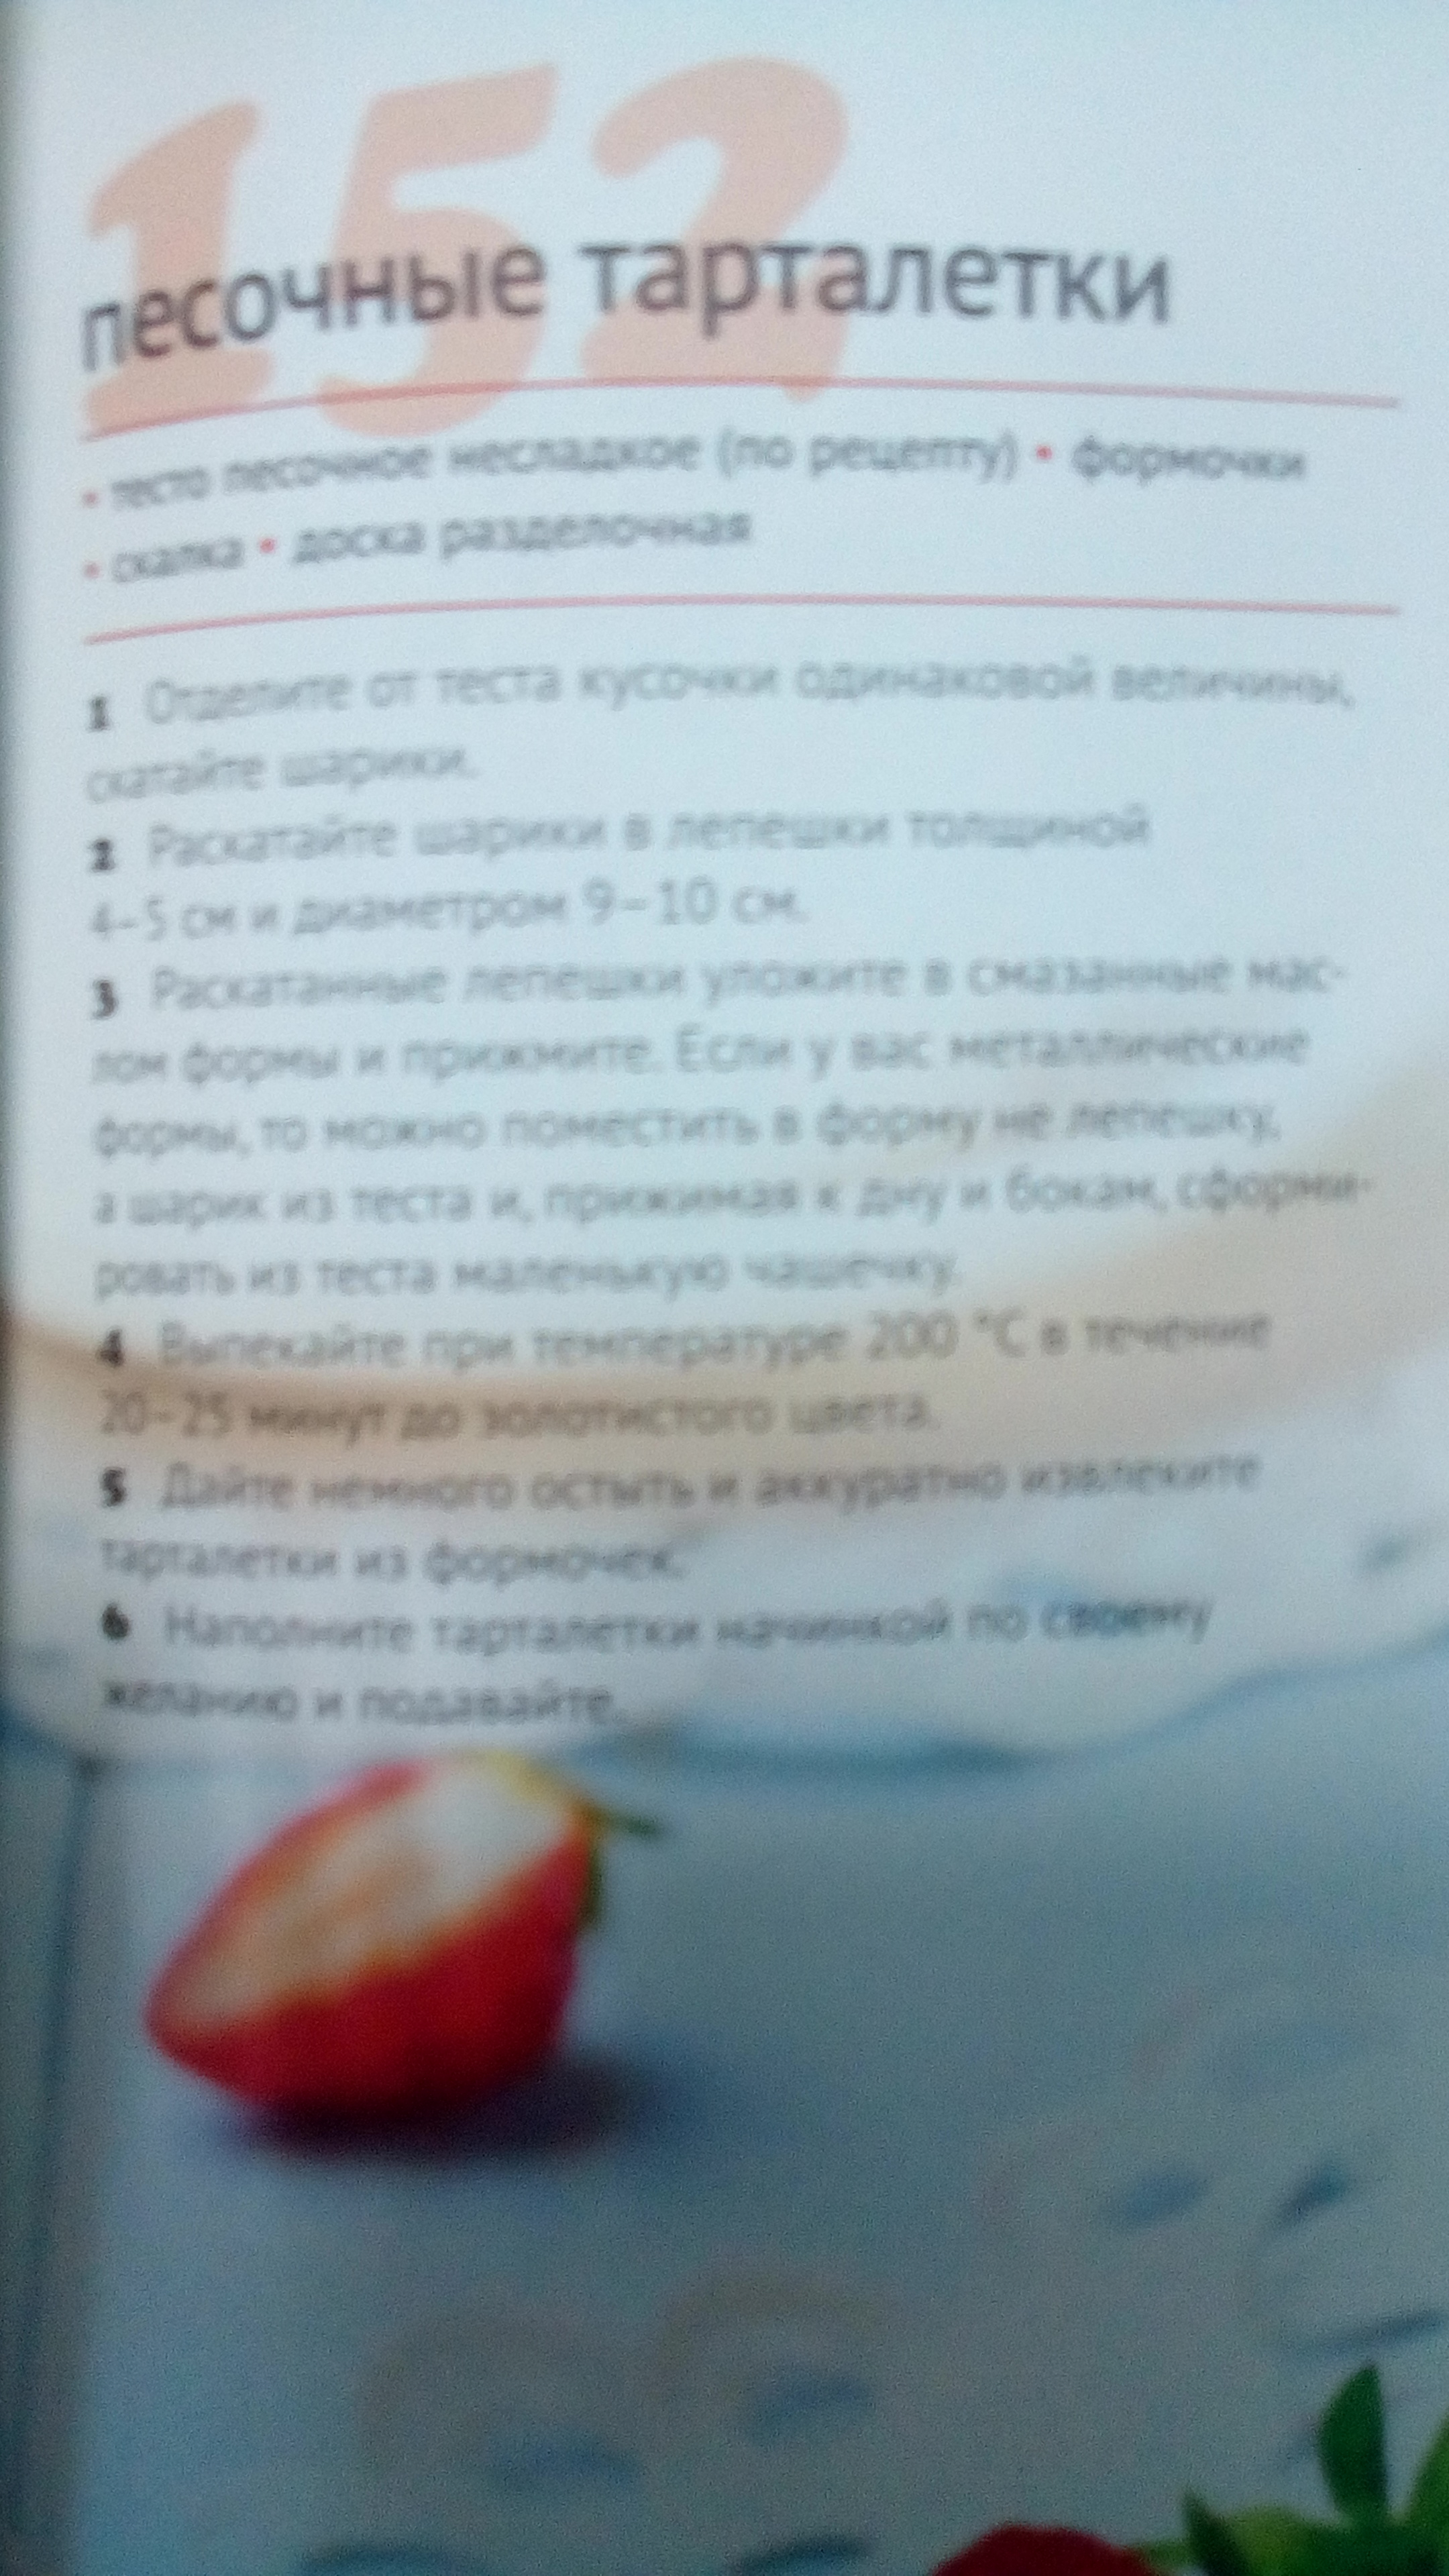 152
песочные тарталетки
• тесто песочное несладкое (по рецепту) • формочки
• скалка • доска разделочная
1 Отделите от теста кусочки одинаковой величины,
скатайте шарики.
2 Раскатайте шарики в лепешки толщиной
4–5 см и диаметром 9–10 см.
3 Раскатанные лепешки уложите в смазанные мас-
лом формы и прижмите. Если у вас металлические
формы, то можно поместить в форму не лепешку,
а шарик из теста и, прижимая к дну и бокам, сформи-
ровать из теста маленькую чашечку.
4 Выпекайте при температуре 200 °С в течение
20–25 минут до золотистого цвета.
5 Дайте немного остыть и аккуратно извлеките
тарталетки из формочек.
6 Наполните тарталетки начинкой по своему
желанию и подавайте.